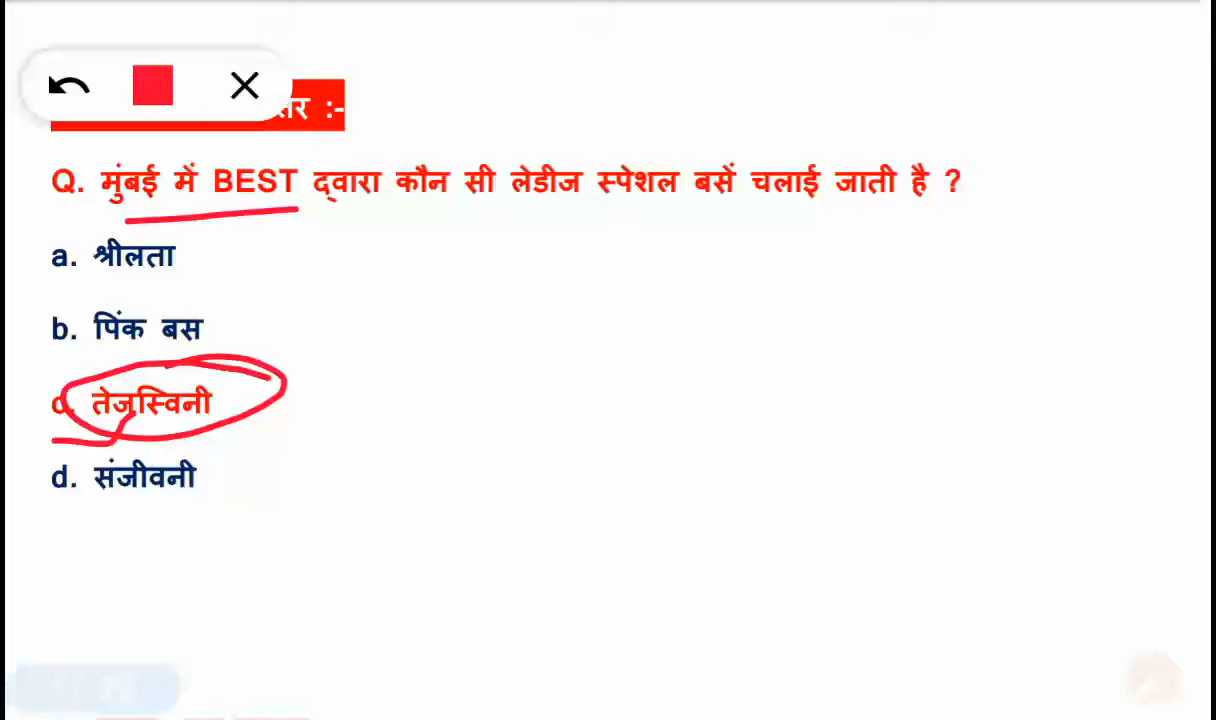 :-
Q. मुंबई में BEST द्वारा कौन सी लेडीज स्पेशल बसें चलाई जाती है ?
a. श्रीलता
b. पिंक बस
c. तेजस्विनी
d. संजीवनी